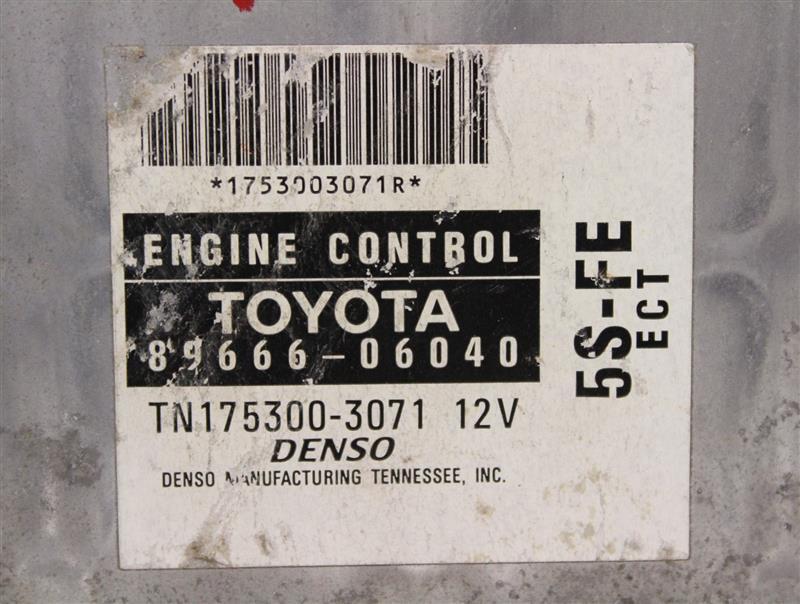 *1753003071R*
ENGINE CONTROL
TOYOTA
89666-06040
TN175300-3071 12V
DENSO
DENSO MANUFACTURING TENNESSEE, INC.
5S-FE
ECT